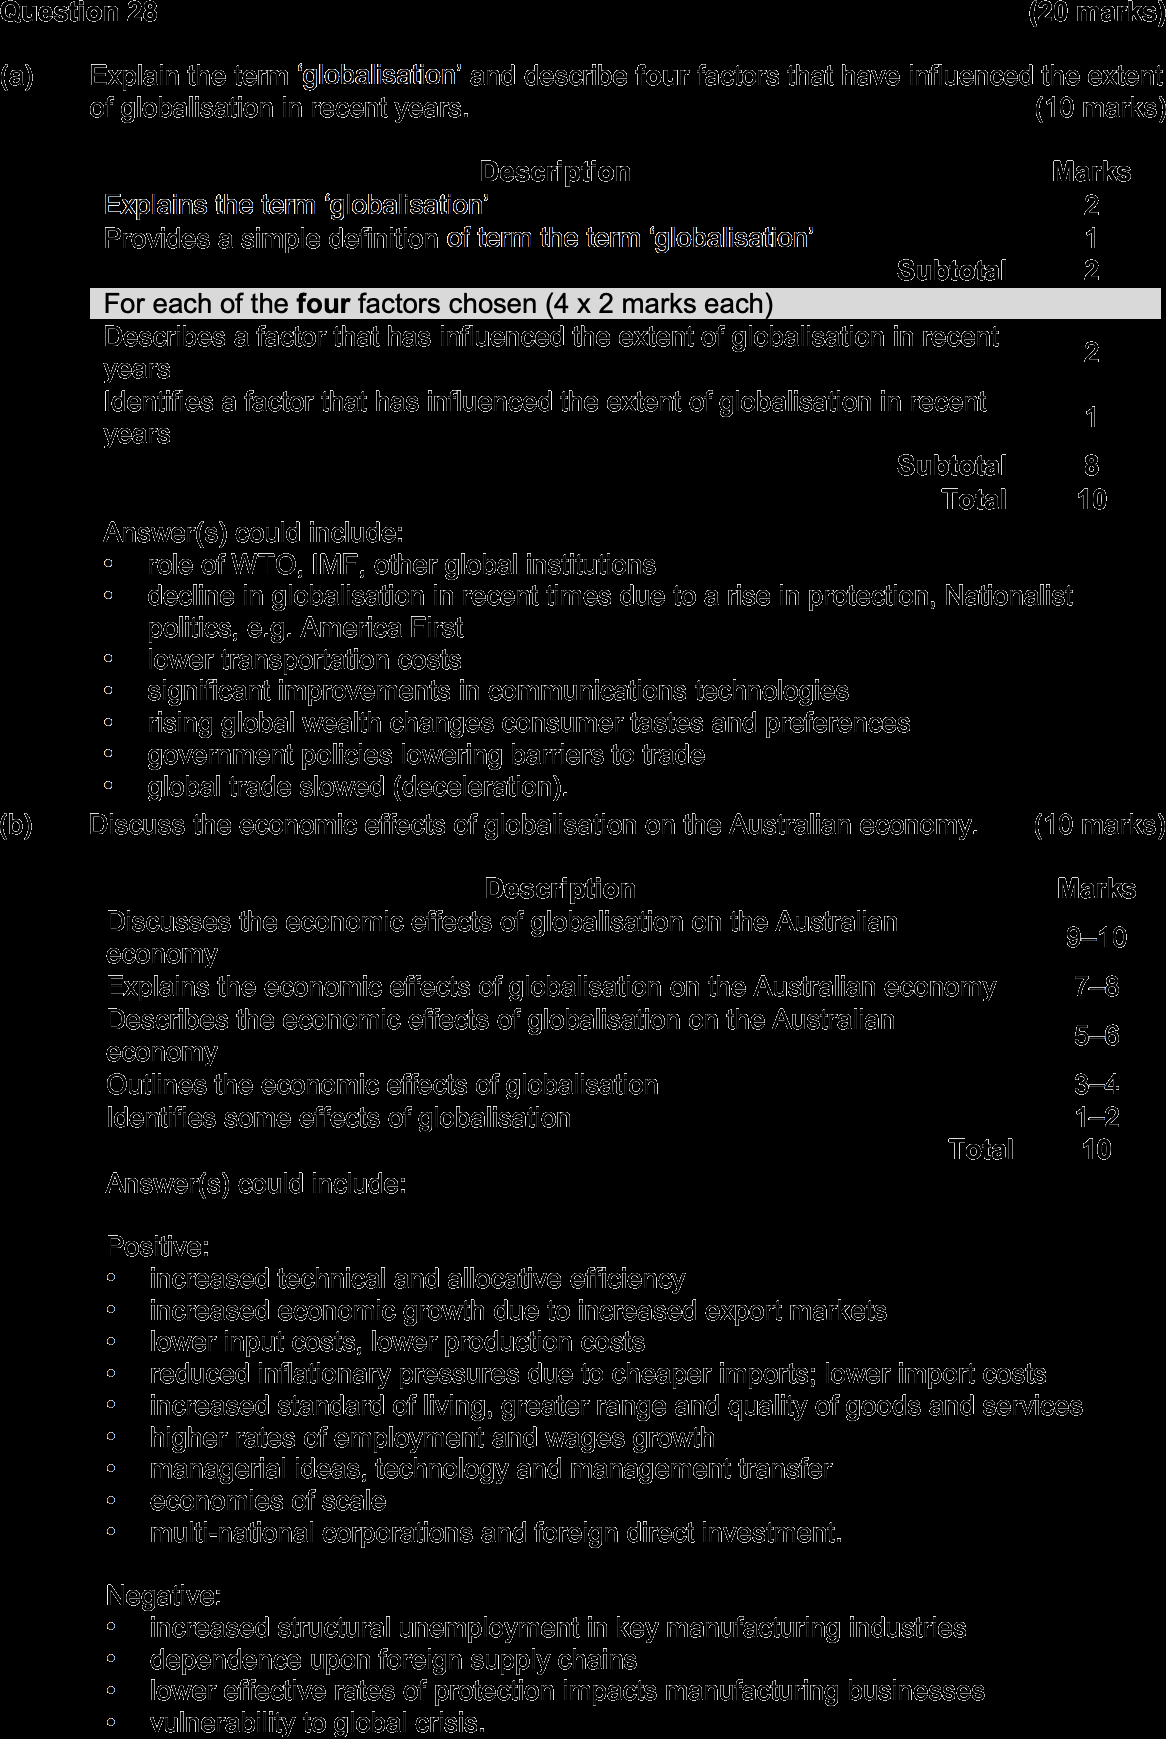 Question 28 (20 marks)
(a) Explain the term ‘globalisation’ and describe four factors that have influenced the extent
of globalisation in recent years. (10 marks)
Description Marks
Explains the term ‘globalisation’ 2
Provides a simple definition of term the term ‘globalisation’ 1
Subtotal 2
For each of the four factors chosen (4 x 2 marks each)
Describes a factor that has influenced the extent of globalisation in recent
years 2
Identifies a factor that has influenced the extent of globalisation in recent
years 1
Subtotal 8
Total 10
Answer(s) could include:
• role of WTO, IMF, other global institutions
• decline in globalisation in recent times due to a rise in protection, Nationalist
politics, e.g. America First
• lower transportation costs
• significant improvements in communications technologies
• rising global wealth changes consumer tastes and preferences
• government policies lowering barriers to trade
• global trade slowed (deceleration).
(b) Discuss the economic effects of globalisation on the Australian economy. (10 marks)
Description Marks
Discusses the economic effects of globalisation on the Australian
economy 9–10
Explains the economic effects of globalisation on the Australian economy 7–8
Describes the economic effects of globalisation on the Australian
economy 5–6
Outlines the economic effects of globalisation 3–4
Identifies some effects of globalisation 1–2
Total 10
Answer(s) could include:
Positive:
• increased technical and allocative efficiency
• increased economic growth due to increased export markets
• lower input costs, lower production costs
• reduced inflationary pressures due to cheaper imports; lower import costs
• increased standard of living, greater range and quality of goods and services
• higher rates of employment and wages growth
• managerial ideas, technology and management transfer
• economies of scale
• multi-national corporations and foreign direct investment.
Negative:
• increased structural unemployment in key manufacturing industries
• dependence upon foreign supply chains
• lower effective rates of protection impacts manufacturing businesses
• vulnerability to global crisis.